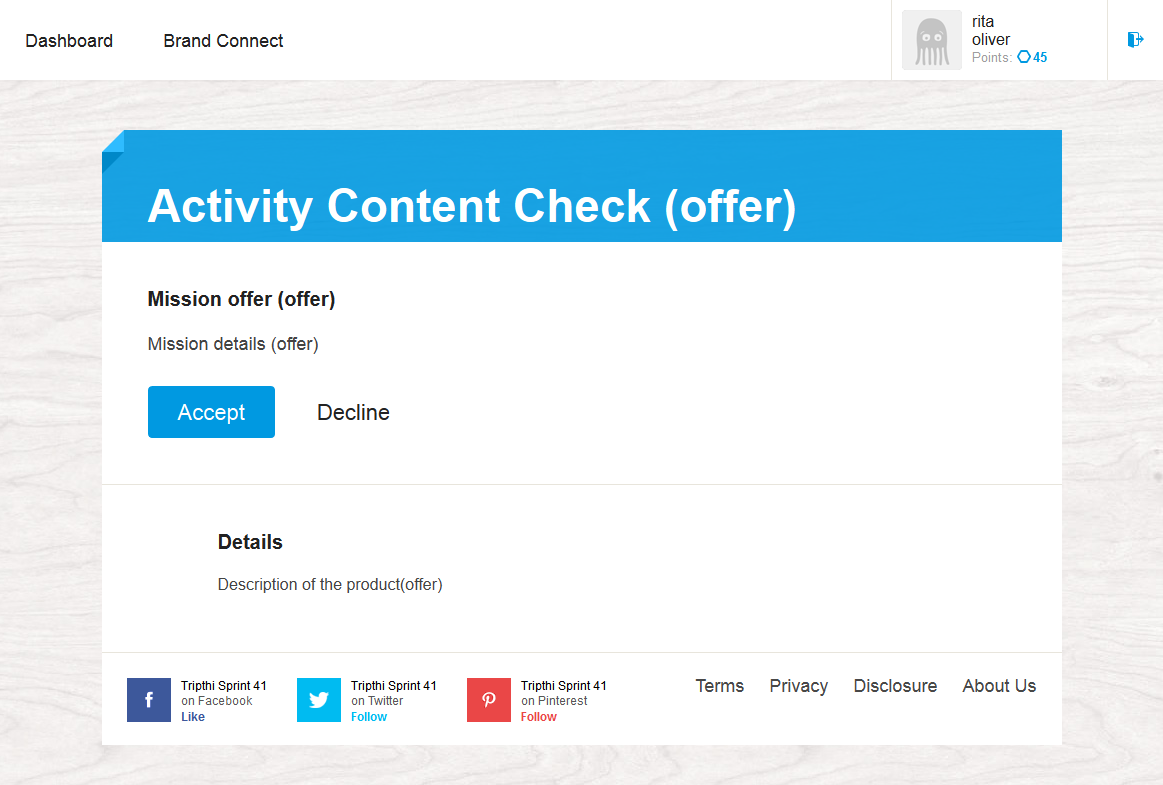 Dashboard
Brand Connect
rita
oliver
Points: 45
Activity Content Check (offer)
Mission offer (offer)
Mission details (offer)
Accept
Decline
Details
Description of the product(offer)
Tripthi Sprint 41
on Facebook
Like
Tripthi Sprint 41
on Twitter
Follow
Tripthi Sprint 41
on Pinterest
Follow
Terms
Privacy
Disclosure
About Us